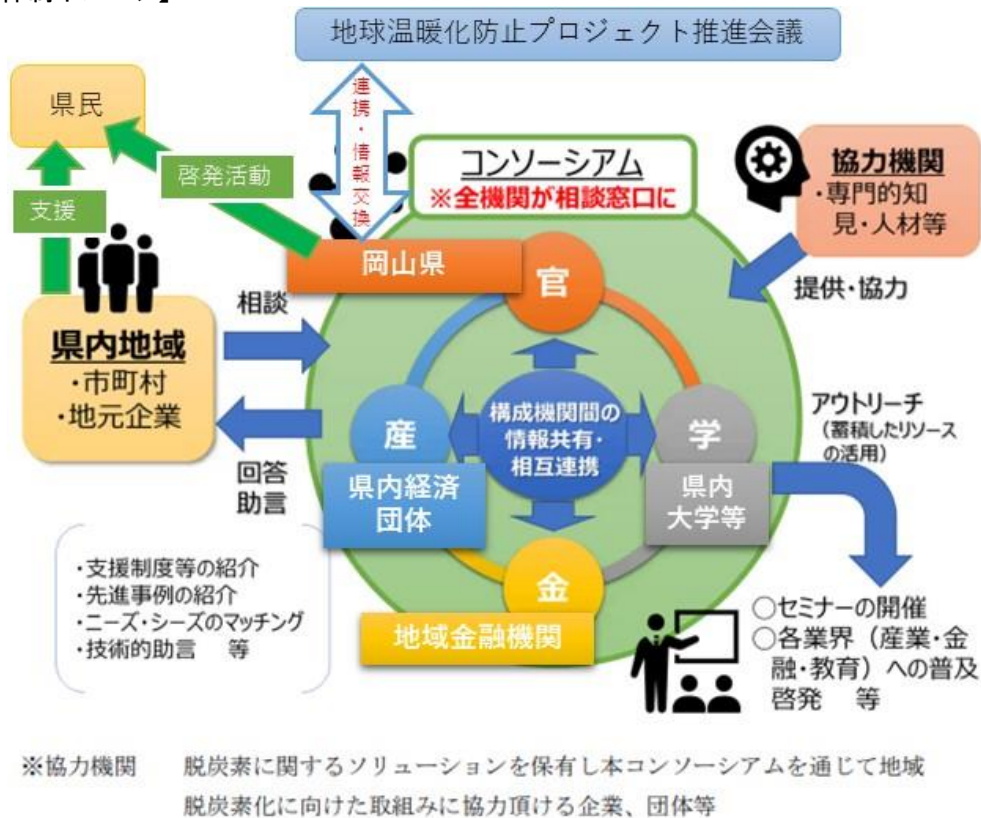 地球温暖化防止プロジェクト推進会議
県民
連携・情報交換
啓発活動
支援
コンソーシアム
※全機関が相談窓口に
協力機関
・専門的知
見・人材等
岡山県
官
提供・協力
相談
県内地域
・市町村
・地元企業
回答
助言
産
県内経済
団体
構成機関間の
情報共有・
相互連携
学
県内
大学等
アウトリーチ
(蓄積したリソース
の活用)
金
地域金融機関
・支援制度等の紹介
・先進事例の紹介
・ニーズ・シーズのマッチング
・技術的助言 等
○セミナーの開催
○各業界(産業・金
融・教育)への普及
啓発 等
※協力機関 脱炭素に関するソリューションを保有し本コンソーシアムを通じて地域
脱炭素化に向けた取組みに協力頂ける企業、団体等